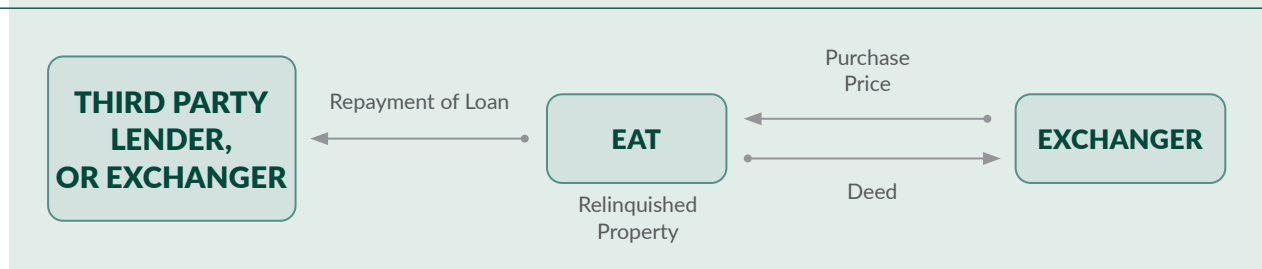 THIRD PARTY
LENDER,
OR EXCHANGER
Repayment of Loan
EAT
Relinquished
Property
Purchase
Price
Deed
EXCHANGER